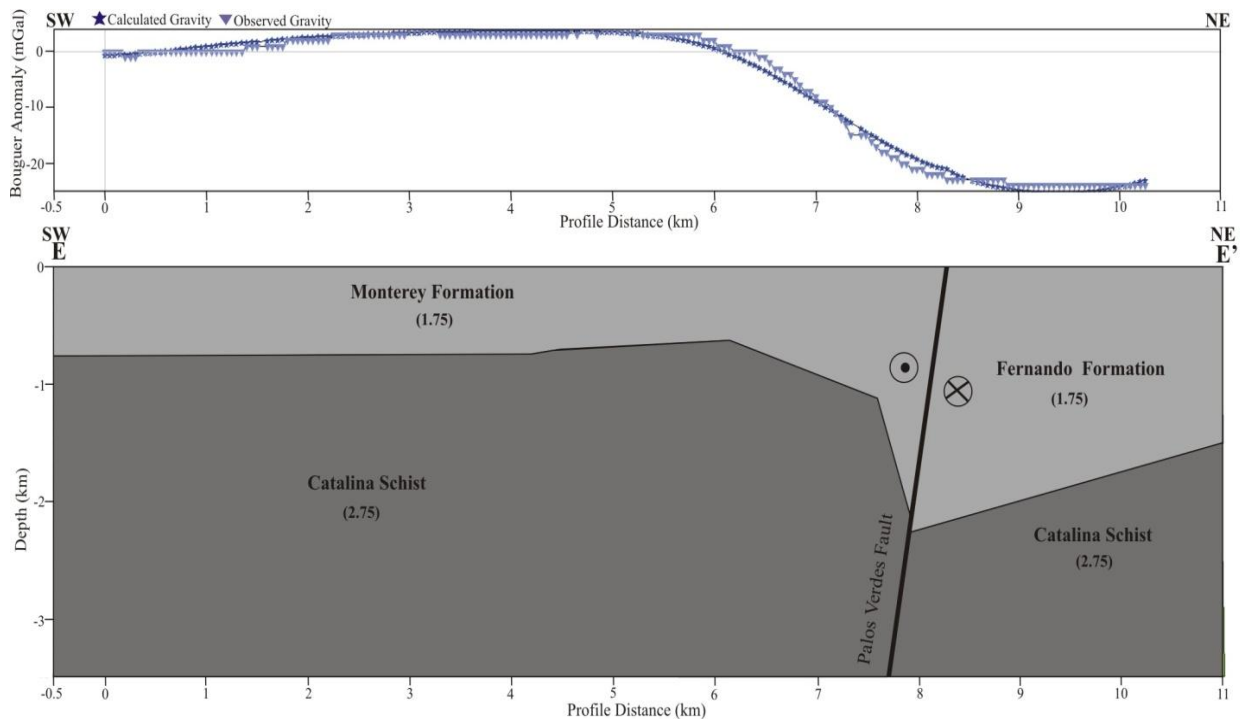 SW
Calculated Gravity
Observed Gravity
NE
Bouguer Anomaly (mGal)
0
-10
-20
-0.5 0 1 2 3 4 5 6 7 8 9 10 11
Profile Distance (km)
SW
E
NE
E'
Depth (km)
0
-1
-2
-3
Monterey Formation
(1.75)
Fernando Formation
(1.75)
Catalina Schist
(2.75)
Catalina Schist
(2.75)
Palos Verdes Fault
-0.5 0 1 2 3 4 5 6 7 8 9 10 11
Profile Distance (km)